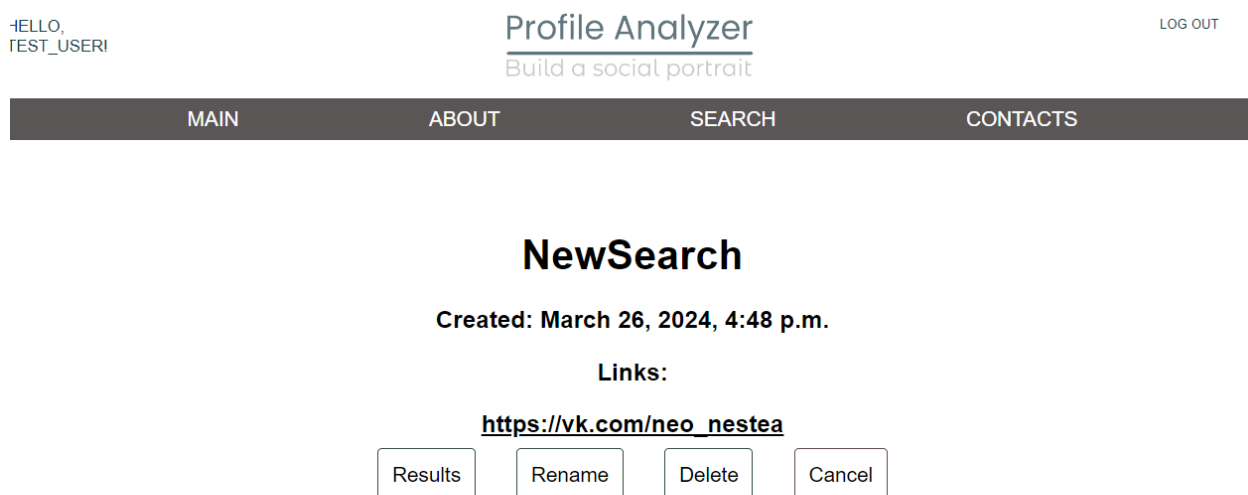 HELLO,
TEST_USER!
Profile Analyzer
Build a social portrait
LOG OUT
MAIN ABOUT SEARCH CONTACTS
NewSearch
Created: March 26, 2024, 4:48 p.m.
Links:
https://vk.com/neo_nestea
Results Rename Delete Cancel